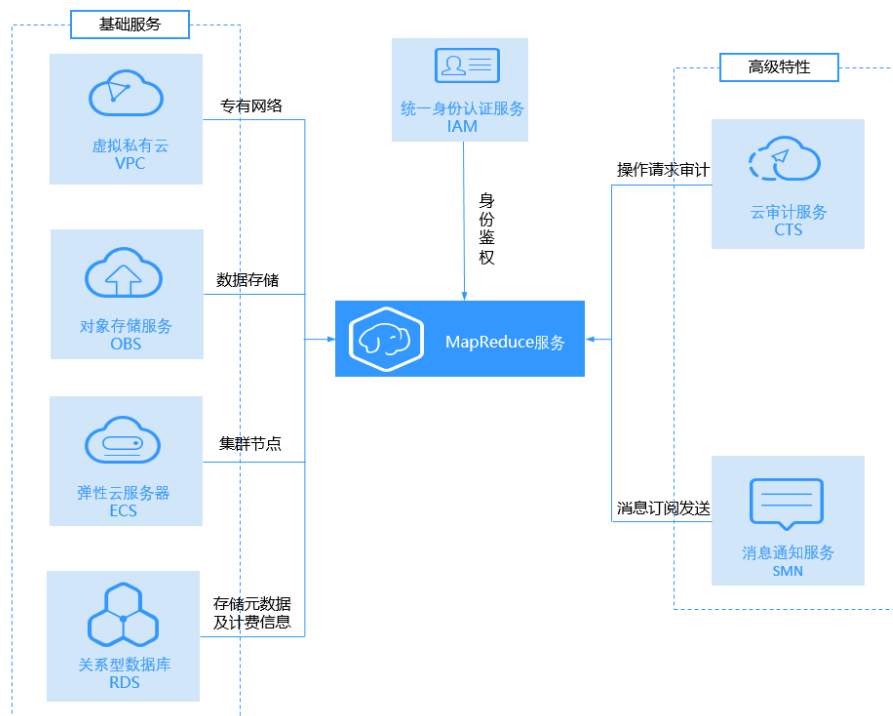 基础服务
虚拟私有云
VPC
专有网络
对象存储服务
OBS
数据存储
弹性云服务器
ECS
集群节点
关系型数据库
RDS
存储元数据
及计费信息
统一身份认证服务
IAM
身
份
鉴
权
MapReduce服务
高级特性
操作请求审计
云审计服务
CTS
消息订阅发送
消息通知服务
SMN